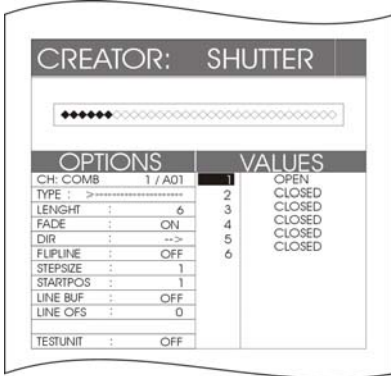 CREATOR: SHUTTER
OPTIONS
CH: COMB 1 / A01
TYPE : >----------------------
LENGHT : 6
FADE : ON
DIR : -->
FLIPLINE : OFF
STEPSIZE : 1
STARTPOS : 1
LINE BUF : OFF
LINE OFS : 0
TESTUNIT : OFF
VALUES
1 OPEN
2 CLOSED
3 CLOSED
4 CLOSED
5 CLOSED
6 CLOSED